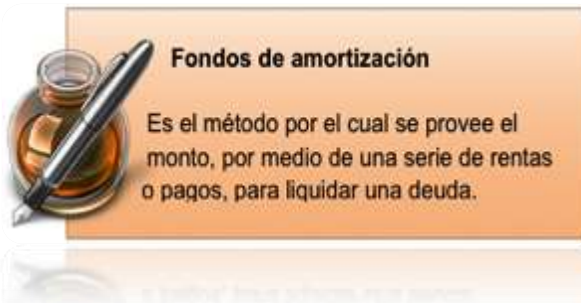 Fondos de amortización
Es el método por el cual se provee el
monto, por medio de una serie de rentas
o pagos, para liquidar una deuda.